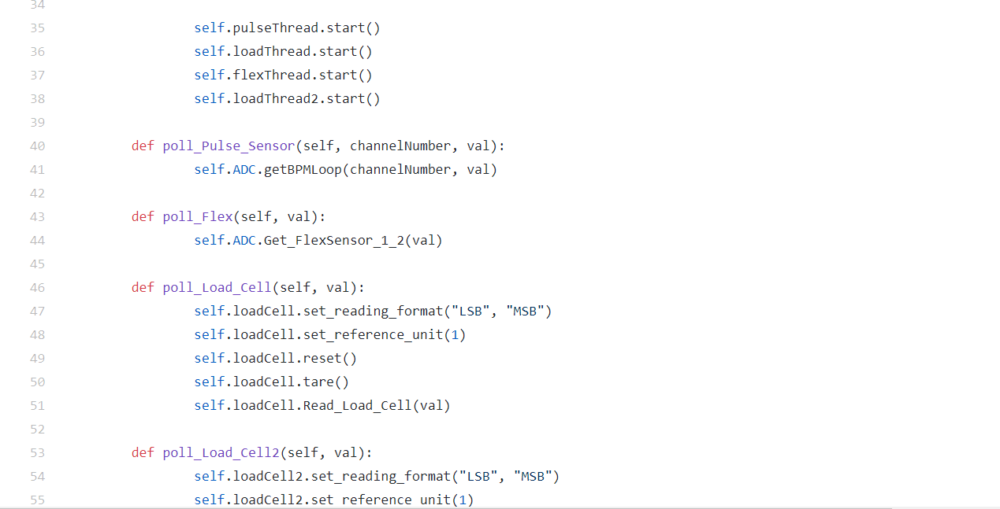 34
35 self.pulseThread.start()
36 self.loadThread.start()
37 self.flexThread.start()
38 self.loadThread2.start()
39
40 def poll_Pulse_Sensor(self, channelNumber, val):
41 self.ADC.getBPMLoop(channelNumber, val)
42
43 def poll_Flex(self, val):
44 self.ADC.Get_FlexSensor_1_2(val)
45
46 def poll_Load_Cell(self, val):
47 self.loadCell.set_reading_format("LSB", "MSB")
48 self.loadCell.set_reference_unit(1)
49 self.loadCell.reset()
50 self.loadCell.tare()
51 self.loadCell.Read_Load_Cell(val)
52
53 def poll_Load_Cell2(self, val):
54 self.loadCell2.set_reading_format("LSB", "MSB")
55 self.loadCell2.set_reference_unit(1)